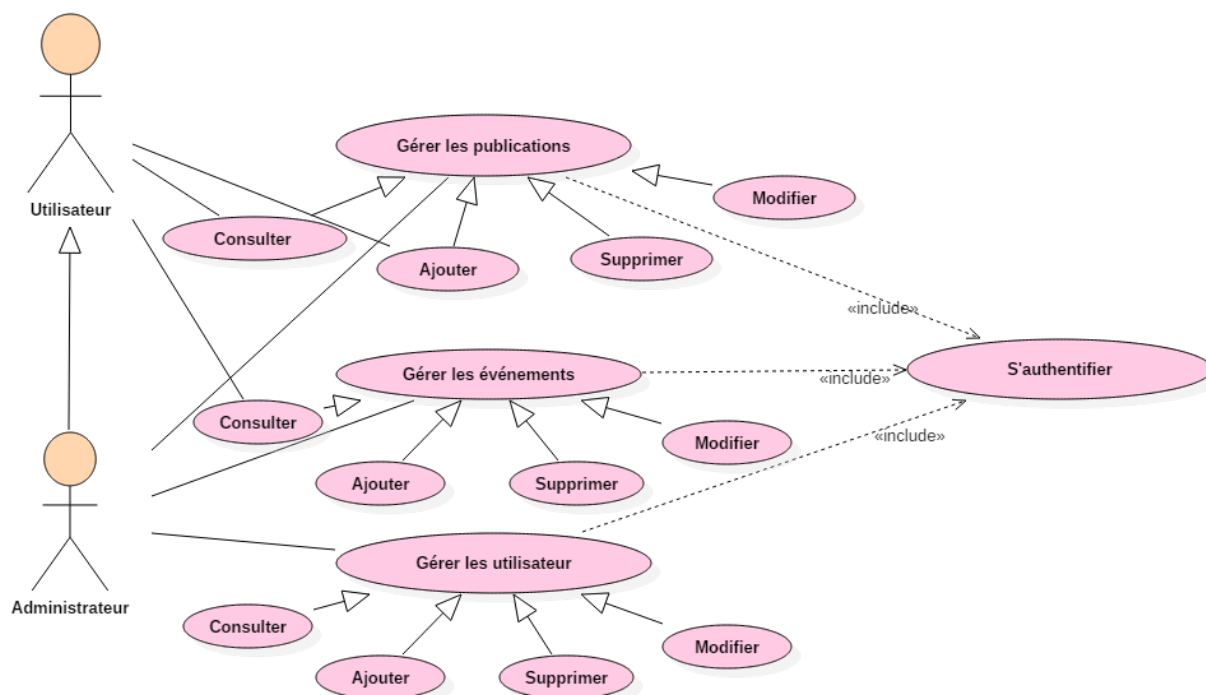 Utilisateur
Gérer les publications
Modifier
Consulter
Ajouter
Supprimer
«include»
S'authentifier
Gérer les événements
«include»
Consulter
Modifier
«include»
Ajouter
Supprimer
Gérer les utilisateur
Administrateur
Consulter
Modifier
Ajouter
Supprimer